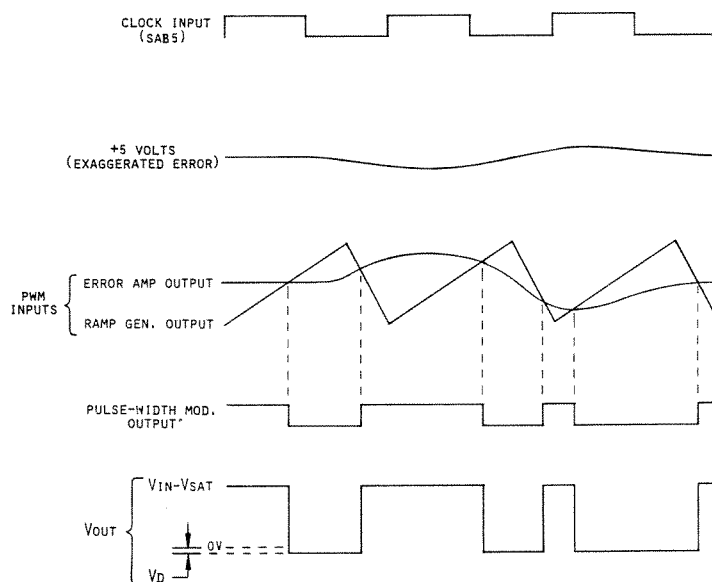 CLOCK INPUT
(SAB5)
+5 VOLTS
(EXAGGERATED ERROR)
PWM
INPUTS
ERROR AMP OUTPUT
RAMP GEN. OUTPUT
PULSE-WIDTH MOD.
OUTPUT
VOUT
VIN-VSAT
0V
VD